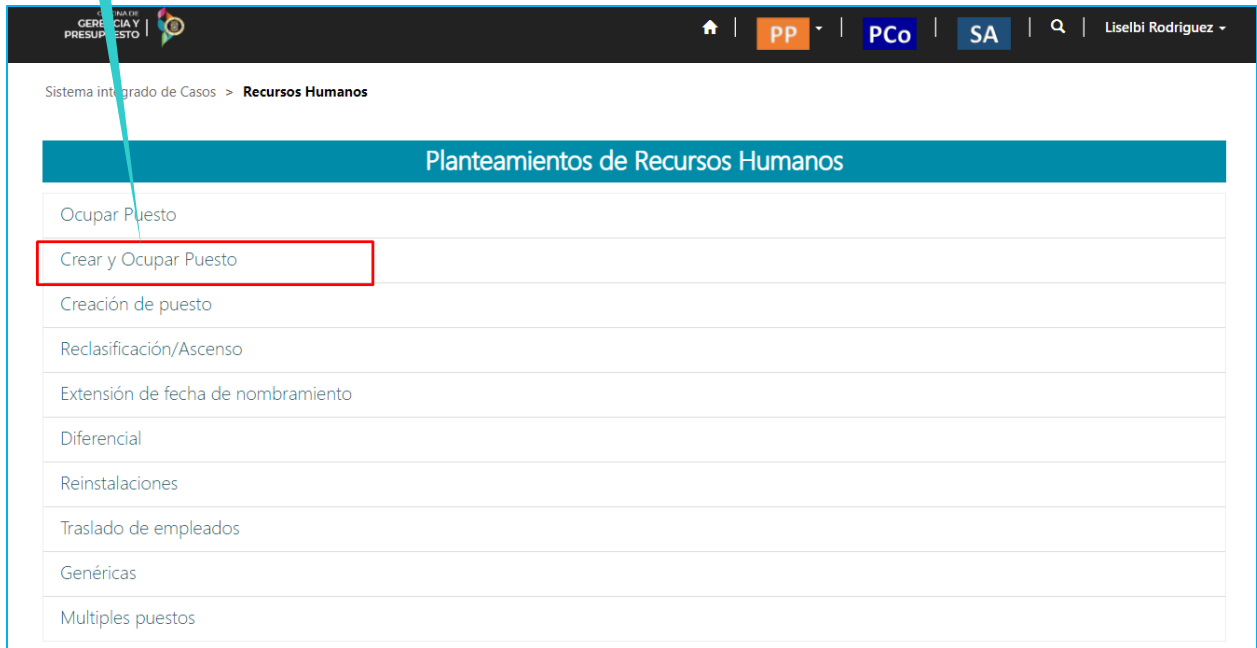 OFICINA DE
GERENCIA Y
PRESUPUESTO
PP
PCo
SA
Liselbi Rodriguez
Sistema integrado de Casos > Recursos Humanos
Planteamientos de Recursos Humanos
Ocupar Puesto
Crear y Ocupar Puesto
Creación de puesto
Reclasificación/Ascenso
Extensión de fecha de nombramiento
Diferencial
Reinstalaciones
Traslado de empleados
Genéricas
Multiples puestos